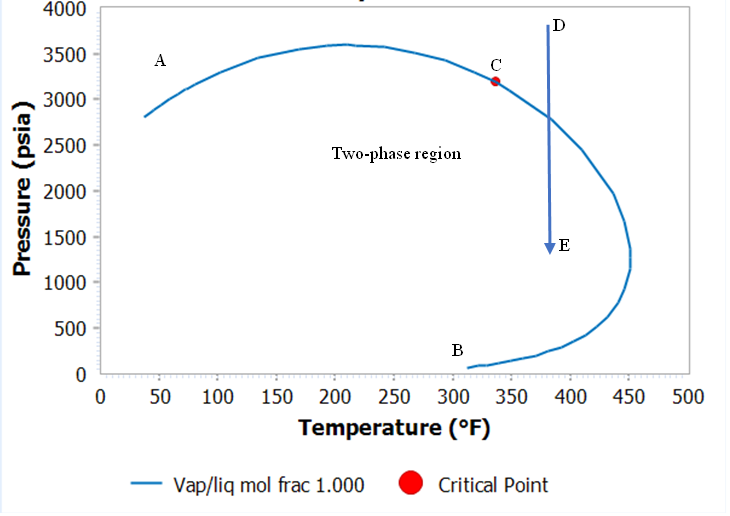 4000
3500
3000
2500
2000
1500
1000
500
0
Pressure (psia)
A
C
D
Two-phase region
E
B
0 50 100 150 200 250 300 350 400 450 500
Temperature (°F)
Vap/liq mol frac 1.000 Critical Point